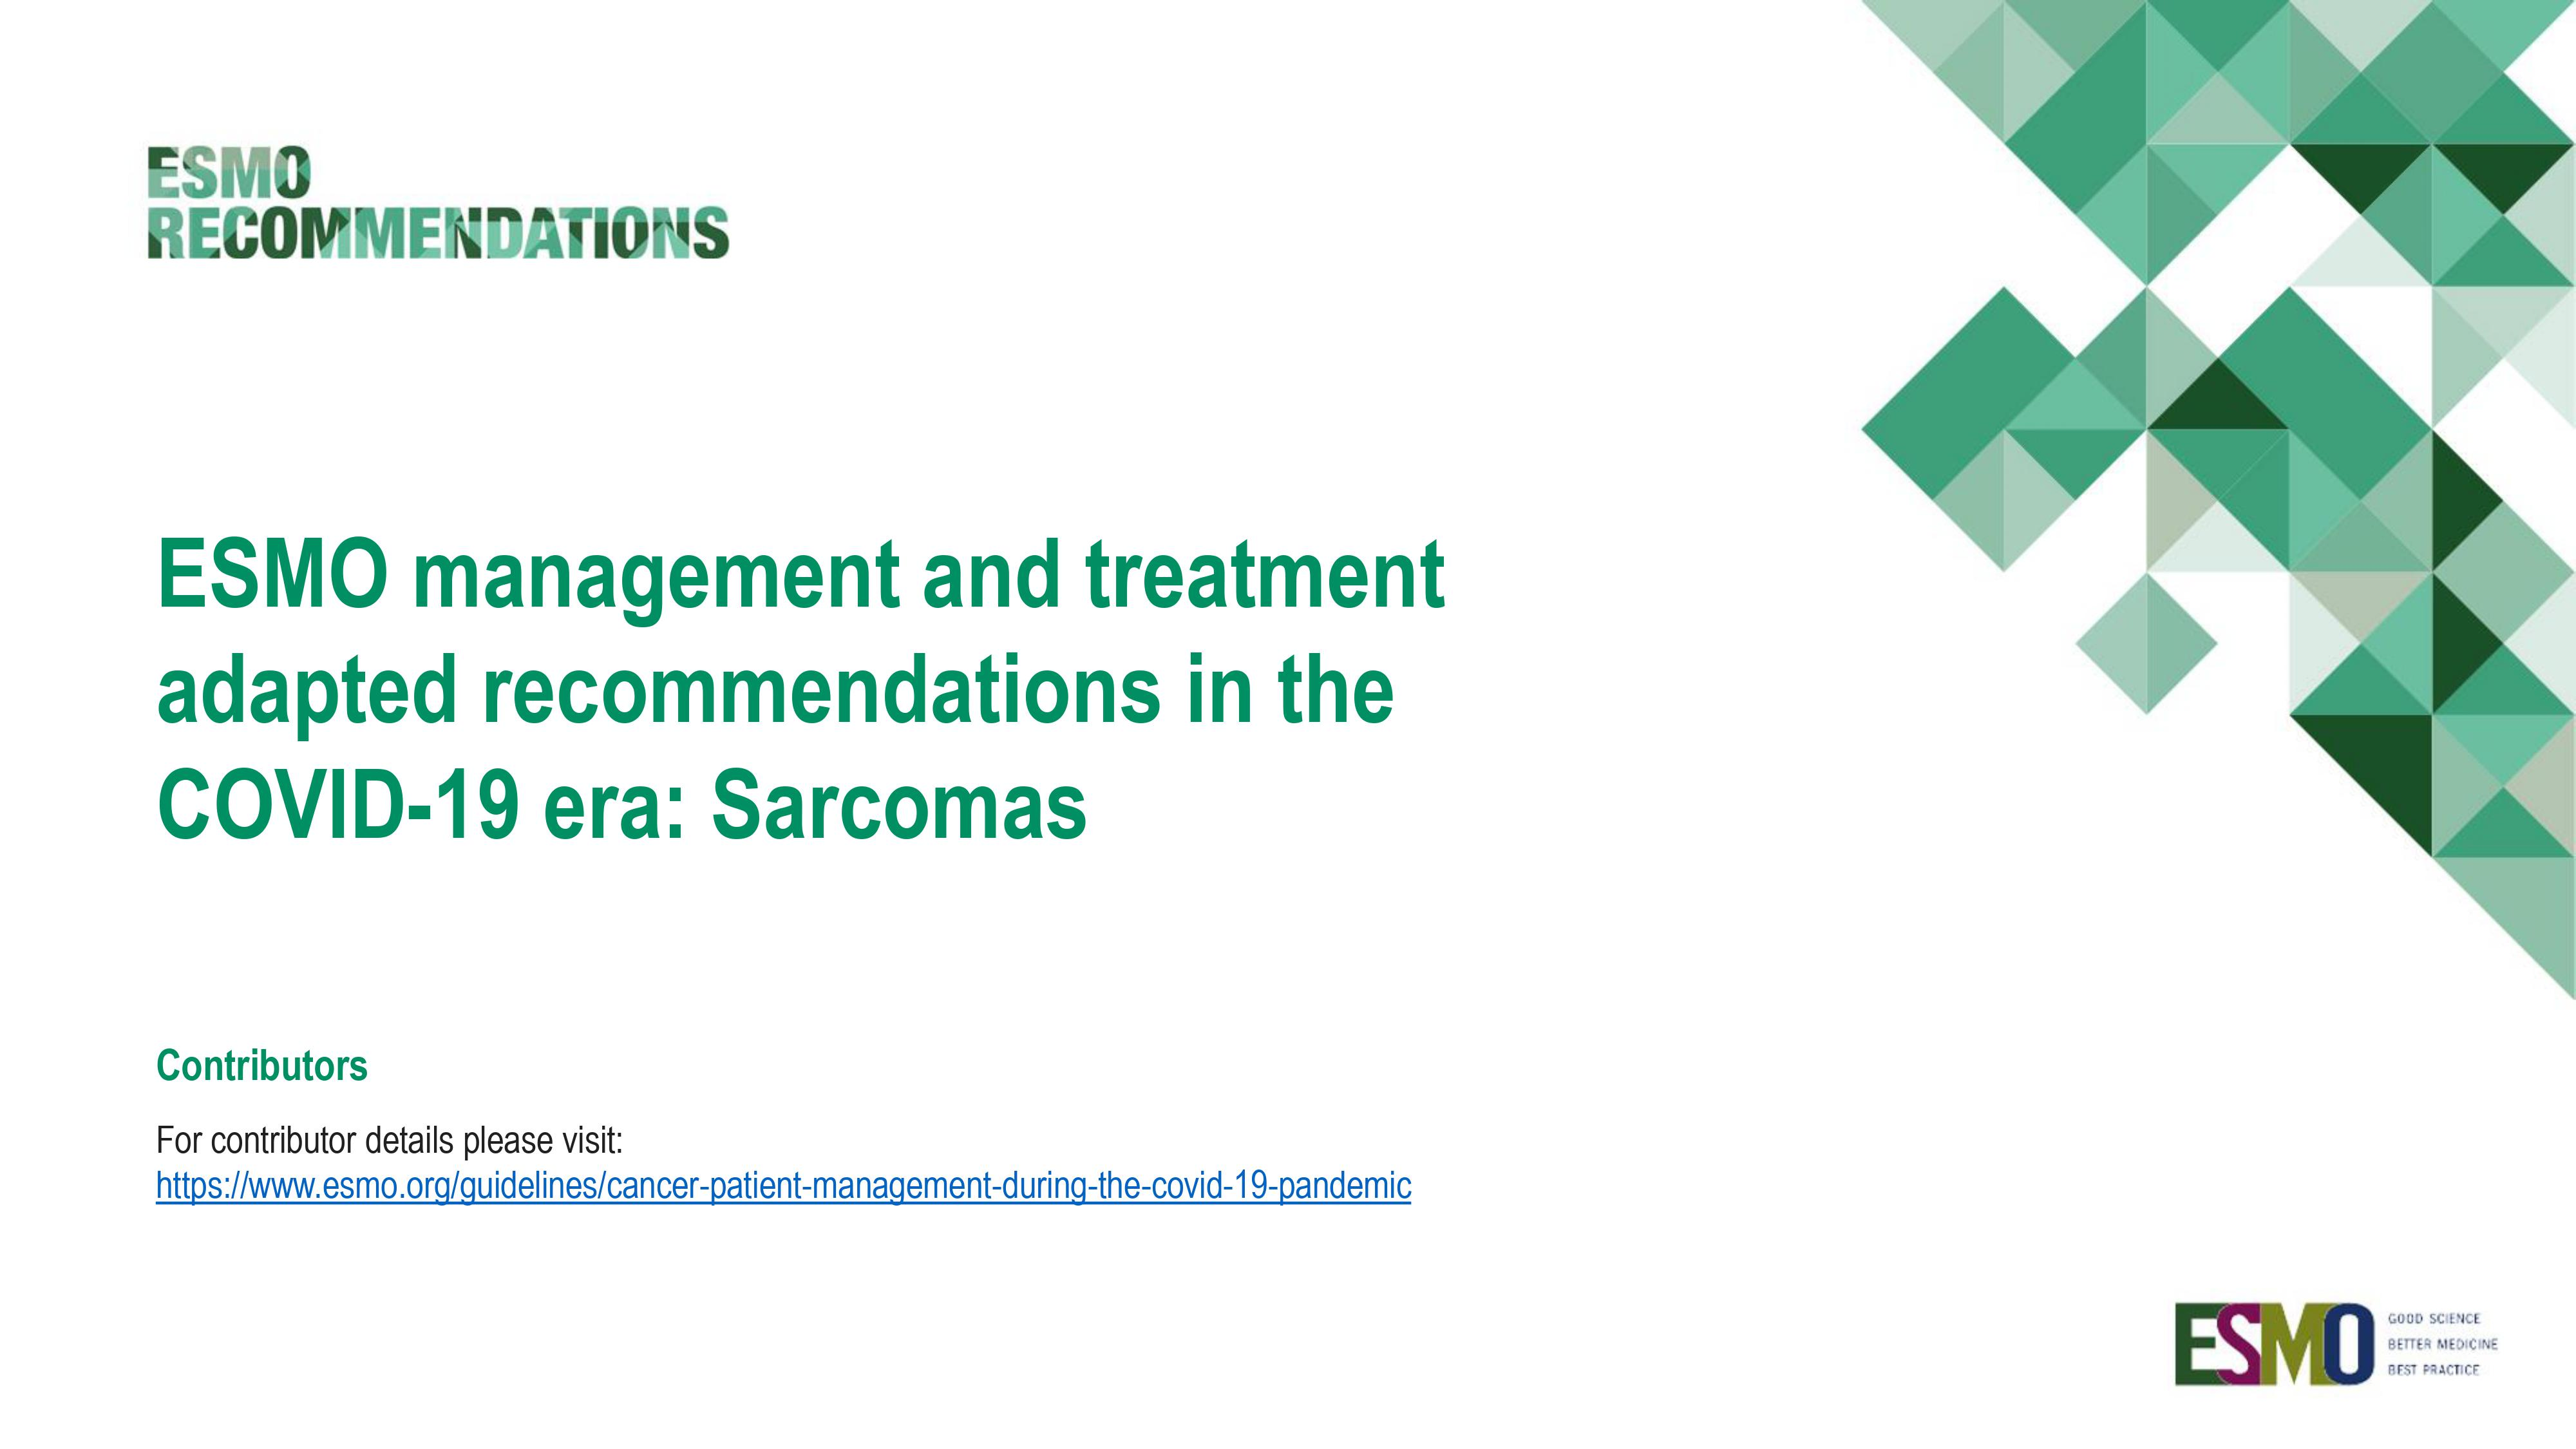 ESMO
RECOMMENDATIONS
ESMO management and treatment
adapted recommendations in the
COVID-19 era: Sarcomas
Contributors
For contributor details please visit:
https://www.esmo.org/guidelines/cancer-patient-management-during-the-covid-19-pandemic
ESMO
GOOD SCIENCE
BETTER MEDICINE
BEST PRACTICE